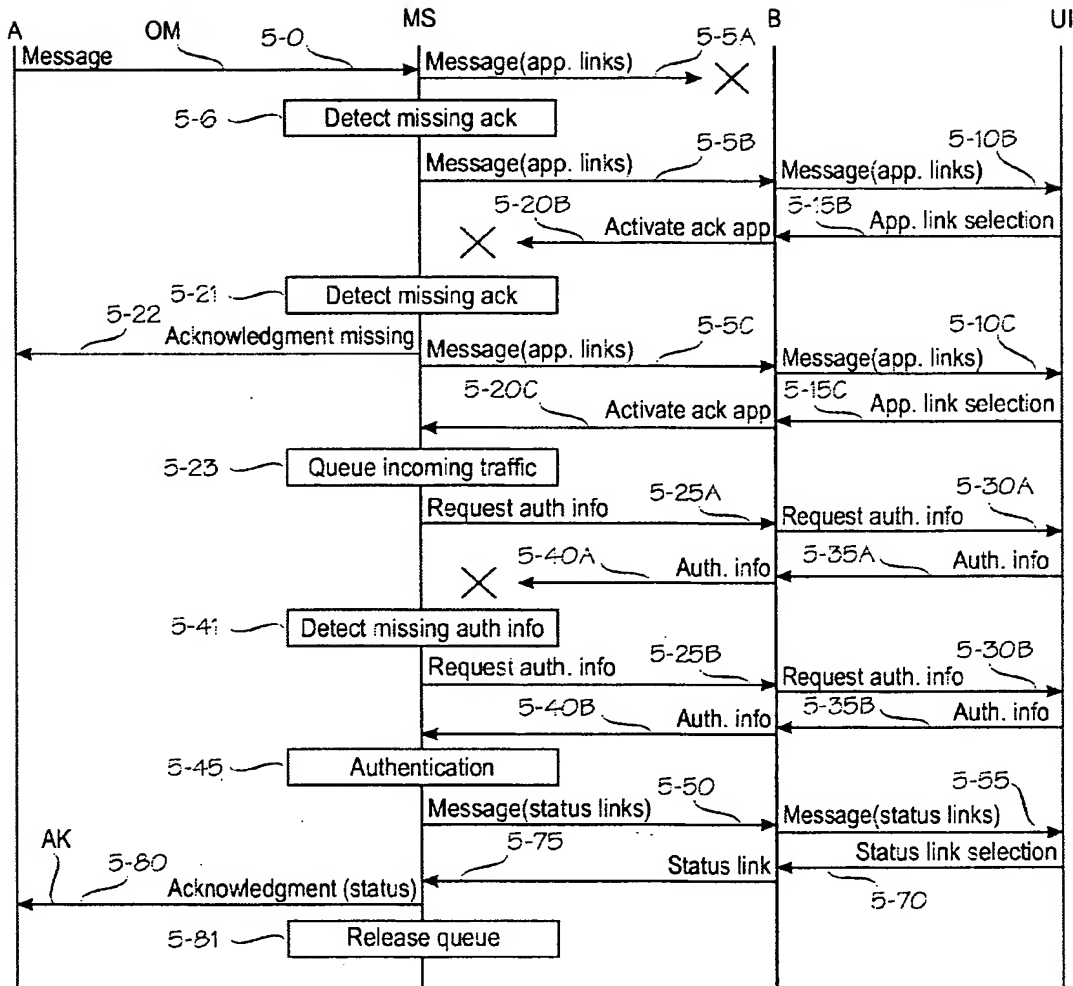 A
OM
5-0
MS
B
UI
Message
Message(app. links)
5-5A
5-6
Detect missing ack
Message(app. links)
5-5B
Message(app. links)
5-10B
5-20B
Activate ack app
5-15B
App. link selection
5-21
Detect missing ack
5-22
Acknowledgment missing
Message(app. links)
5-5C
Message(app. links)
5-10C
5-20C
Activate ack app
5-15C
App. link selection
5-23
Queue incoming traffic
Request auth info
5-25A
Request auth. info
5-30A
5-40A
Auth. info
5-35A
Auth. info
5-41
Detect missing auth info
Request auth. info
5-25B
Request auth. info
5-30B
5-40B
Auth. info
5-35B
Auth. info
5-45
Authentication
Message(status links)
5-50
Message(status links)
5-55
5-75
Status link
Status link selection
5-70
AK
5-80
Acknowledgment (status)
5-81
Release queue